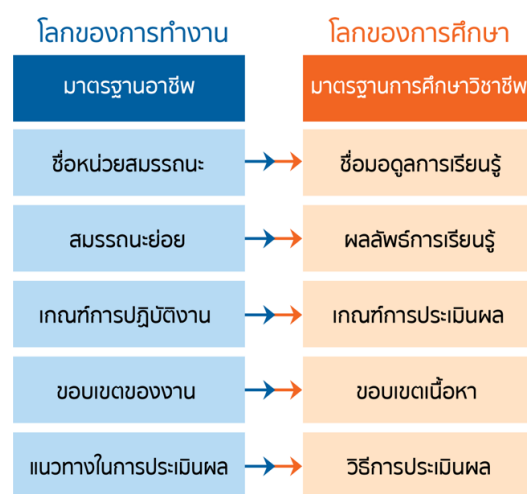 โลกของการทำงาน
โลกของการศึกษา
มาตรฐานอาชีพ
มาตรฐานการศึกษาวิชาชีพ
ชื่อหน่วยสมรรถนะ
ชื่อมอดูลการเรียนรู้
สมรรถนะย่อย
ผลลัพธ์การเรียนรู้
เกณฑ์การปฏิบัติงาน
เกณฑ์การประเมินผล
ขอบเขตของงาน
ขอบเขตเนื้อหา
แนวทางในการประเมินผล
วิธีการประเมินผล